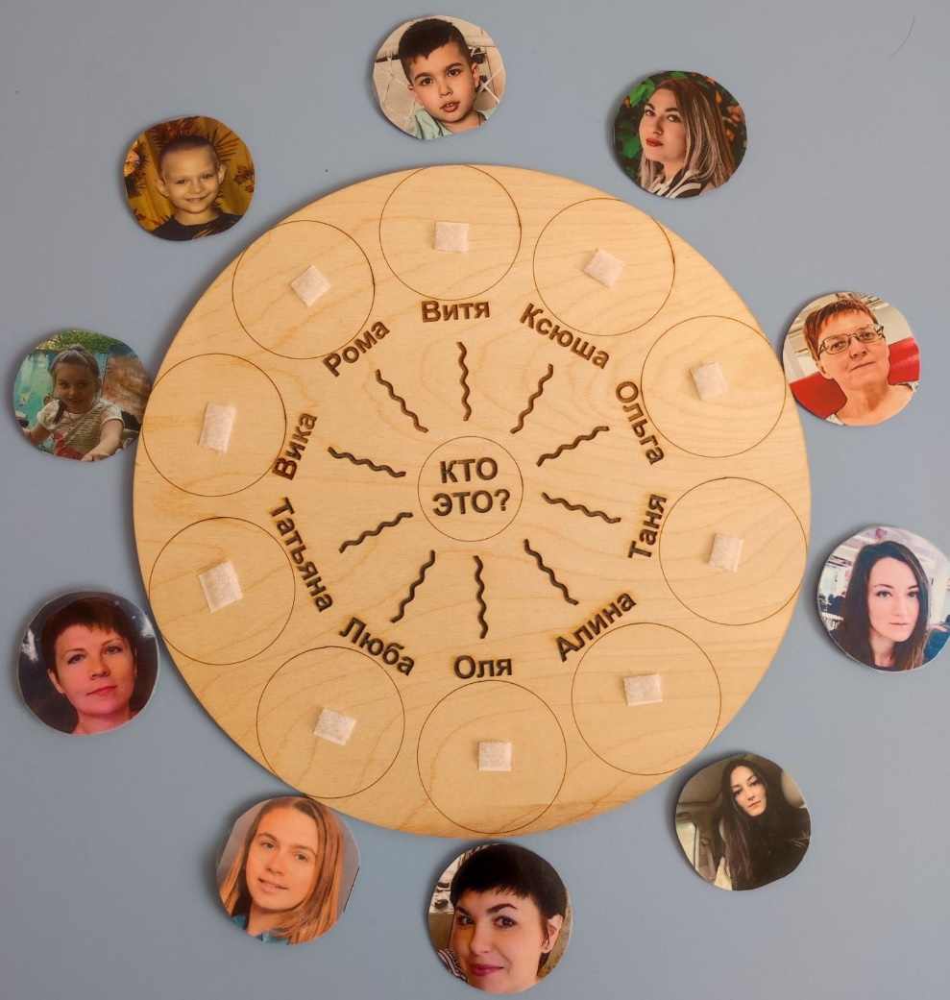 КТО
ЭТО?
Витя
Ксюша
Ольга
Таня
Алина
Оля
Люба
Татьяна
Вика
Рома